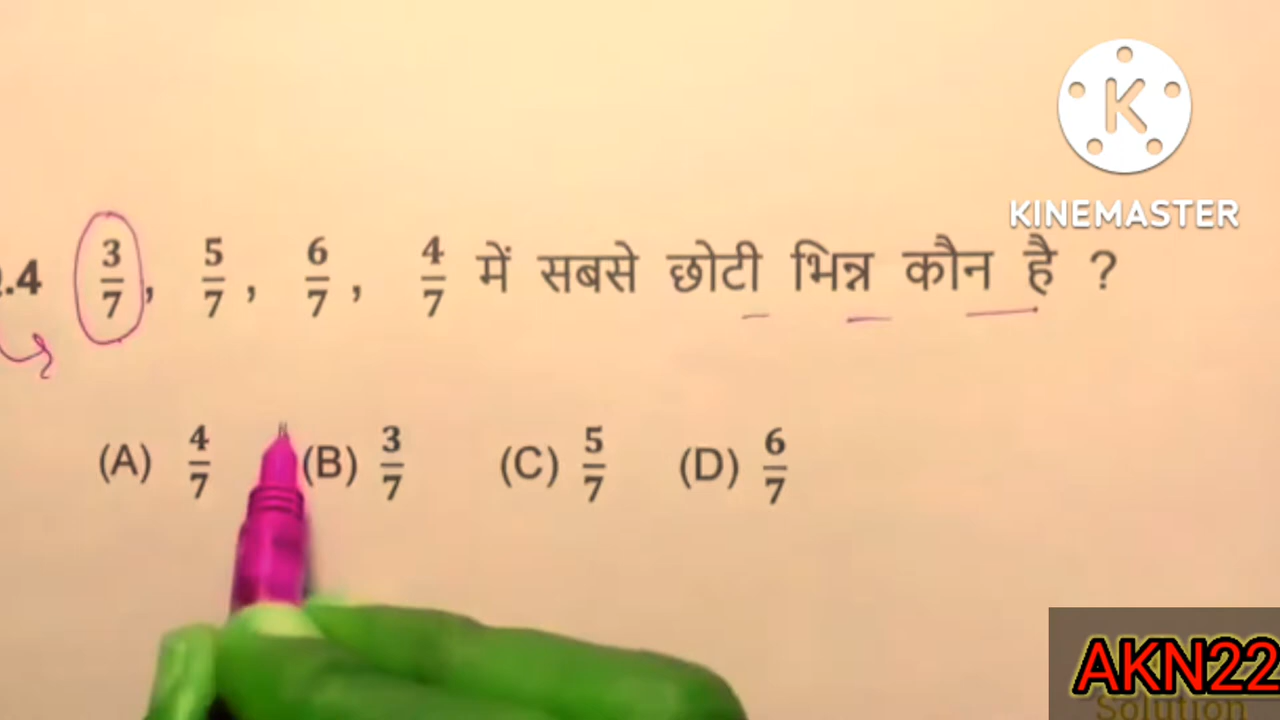 .4 3/7, 5/7, 6/7, 4/7 में सबसे छोटी भिन्न कौन है ?
(A) 4/7 (B) 3/7 (C) 5/7 (D) 6/7
KINEMASTER
AKN22
Solution